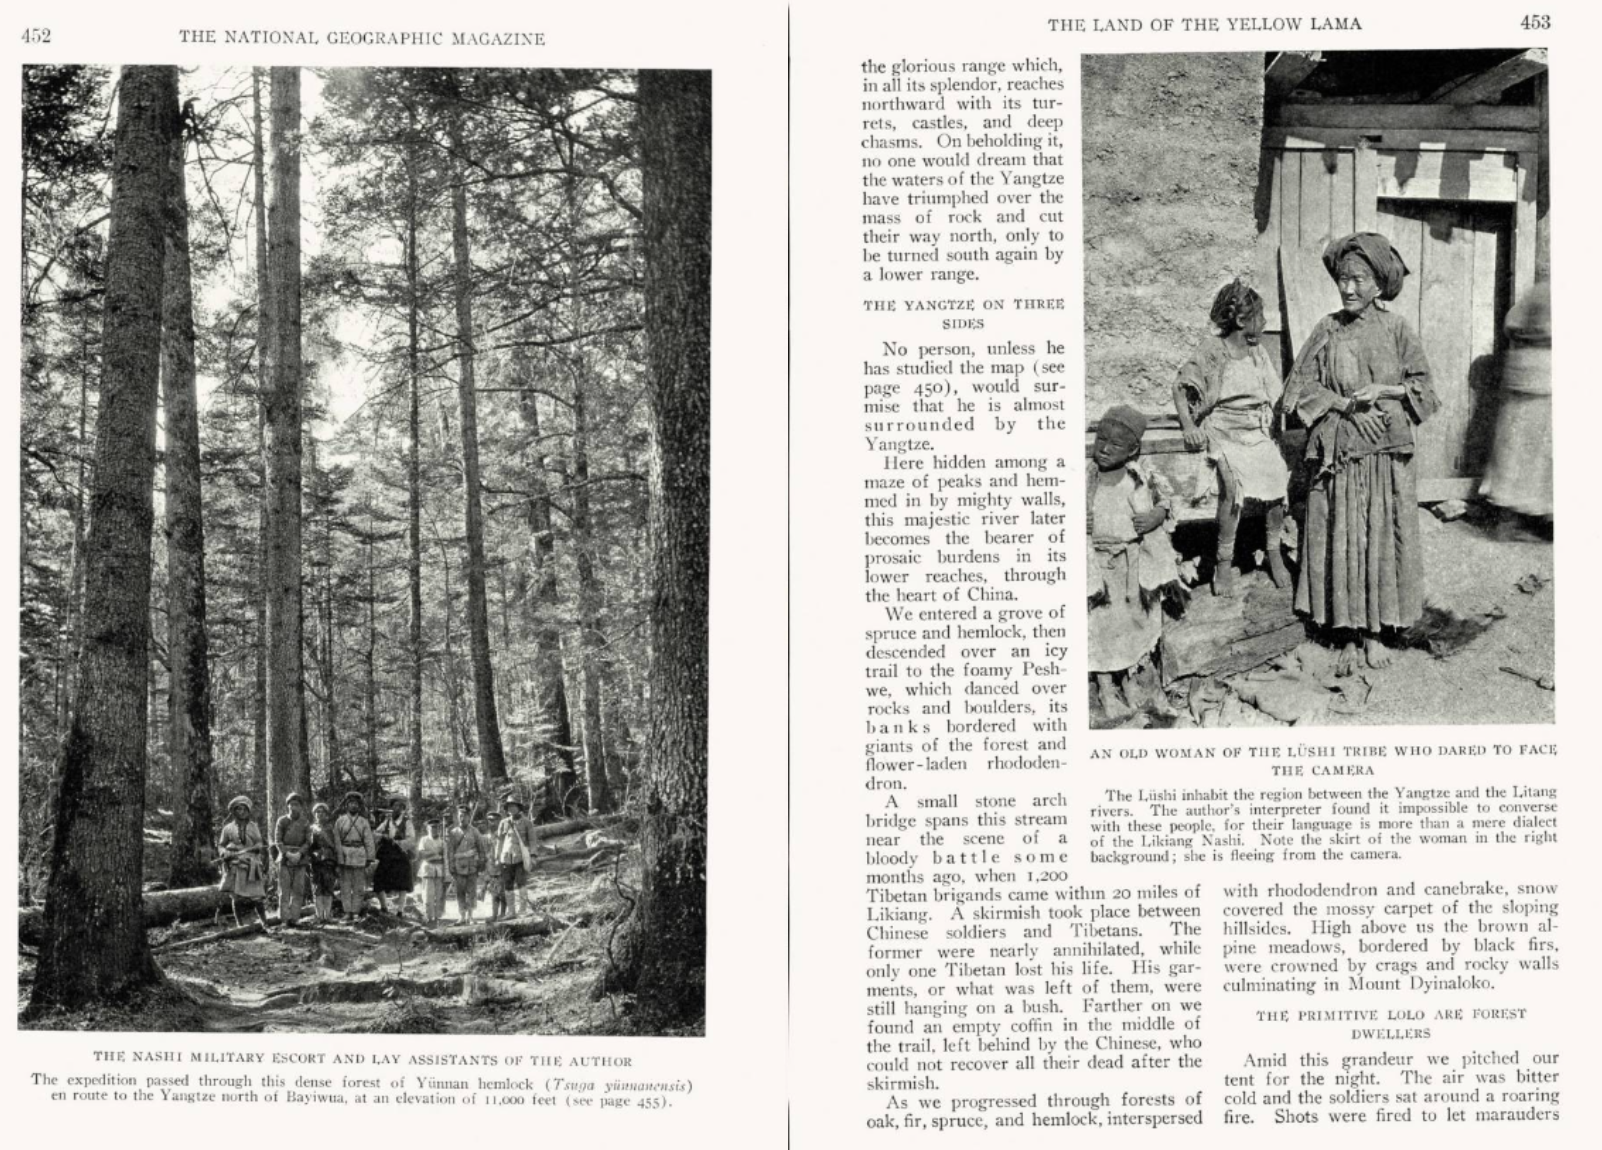 452
THE NATIONAL GEOGRAPHIC MAGAZINE
THE NASHI MILITARY ESCORT AND LAY ASSISTANTS OF THE AUTHOR
The expedition passed through this dense forest of Yünnan hemlock (Tsuga yünnanensis)
en route to the Yangtze north of Bayiwua, at an elevation of 11,000 feet (see page 455).
THE LAND OF THE YELLOW LAMA
453
the glorious range which,
in all its splendor, reaches
northward with its tur-
rets, castles, and deep
chasms. On beholding it,
no one would dream that
the waters of the Yangtze
have triumphed over the
mass of rock and cut
their way north, only to
be turned south again by
a lower range.
THE YANGTZE ON THREE
SIDES
No person, unless he
has studied the map (see
page 450), would sur-
mise that he is almost
surrounded by the
Yangtze.
Here hidden among a
maze of peaks and hem-
med in by mighty walls,
this majestic river later
becomes the bearer of
prosaic burdens in its
lower reaches, through
the heart of China.
We entered a grove of
spruce and hemlock, then
descended over an icy
trail to the foamy Pesh-
we, which danced over
rocks and boulders, its
banks bordered with
giants of the forest and
flower-laden rhododen-
dron.
A small stone arch
bridge spans this stream
near the scene of a
bloody battle some
months ago, when 1,200
Tibetan brigands came within 20 miles of
Likiang. A skirmish took place between
Chinese soldiers and Tibetans. The
former were nearly annihilated, while
only one Tibetan lost his life. His gar-
ments, or what was left of them, were
still hanging on a bush. Farther on we
found an empty coffin in the middle of
the trail, left behind by the Chinese, who
could not recover all their dead after the
skirmish.
As we progressed through forests of
oak, fir, spruce, and hemlock, interspersed
AN OLD WOMAN OF THE LÜSHI TRIBE WHO DARED TO FACE
THE CAMERA
The Lüshi inhabit the region between the Yangtze and the Litang
rivers. The author's interpreter found it impossible to converse
with these people, for their language is more than a mere dialect
of the Likiang Nashi. Note the skirt of the woman in the right
background; she is fleeing from the camera.
with rhododendron and canebrake, snow
covered the mossy carpet of the sloping
hillsides. High above us the brown al-
pine meadows, bordered by black firs,
were crowned by crags and rocky walls
culminating in Mount Dyinaloko.
THE PRIMITIVE LOLO ARE FOREST
DWELLERS
Amid this grandeur we pitched our
tent for the night. The air was bitter
cold and the soldiers sat around a roaring
fire. Shots were fired to let marauders